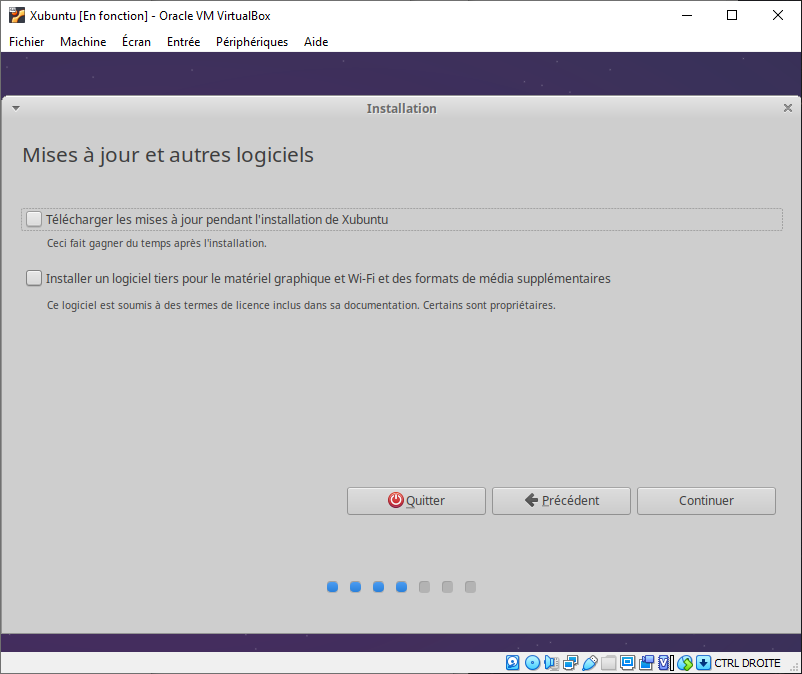 Xubuntu [En fonction] - Oracle VM VirtualBox
Fichier Machine Écran Entrée Périphériques Aide
Installation
Mises à jour et autres logiciels
Télécharger les mises à jour pendant l'installation de Xubuntu
Ceci fait gagner du temps après l'installation.
Installer un logiciel tiers pour le matériel graphique et Wi-Fi et des formats de média supplémentaires
Ce logiciel est soumis à des termes de licence inclus dans sa documentation. Certains sont propriétaires.
Quitter Précédent Continuer
CTRL DROITE